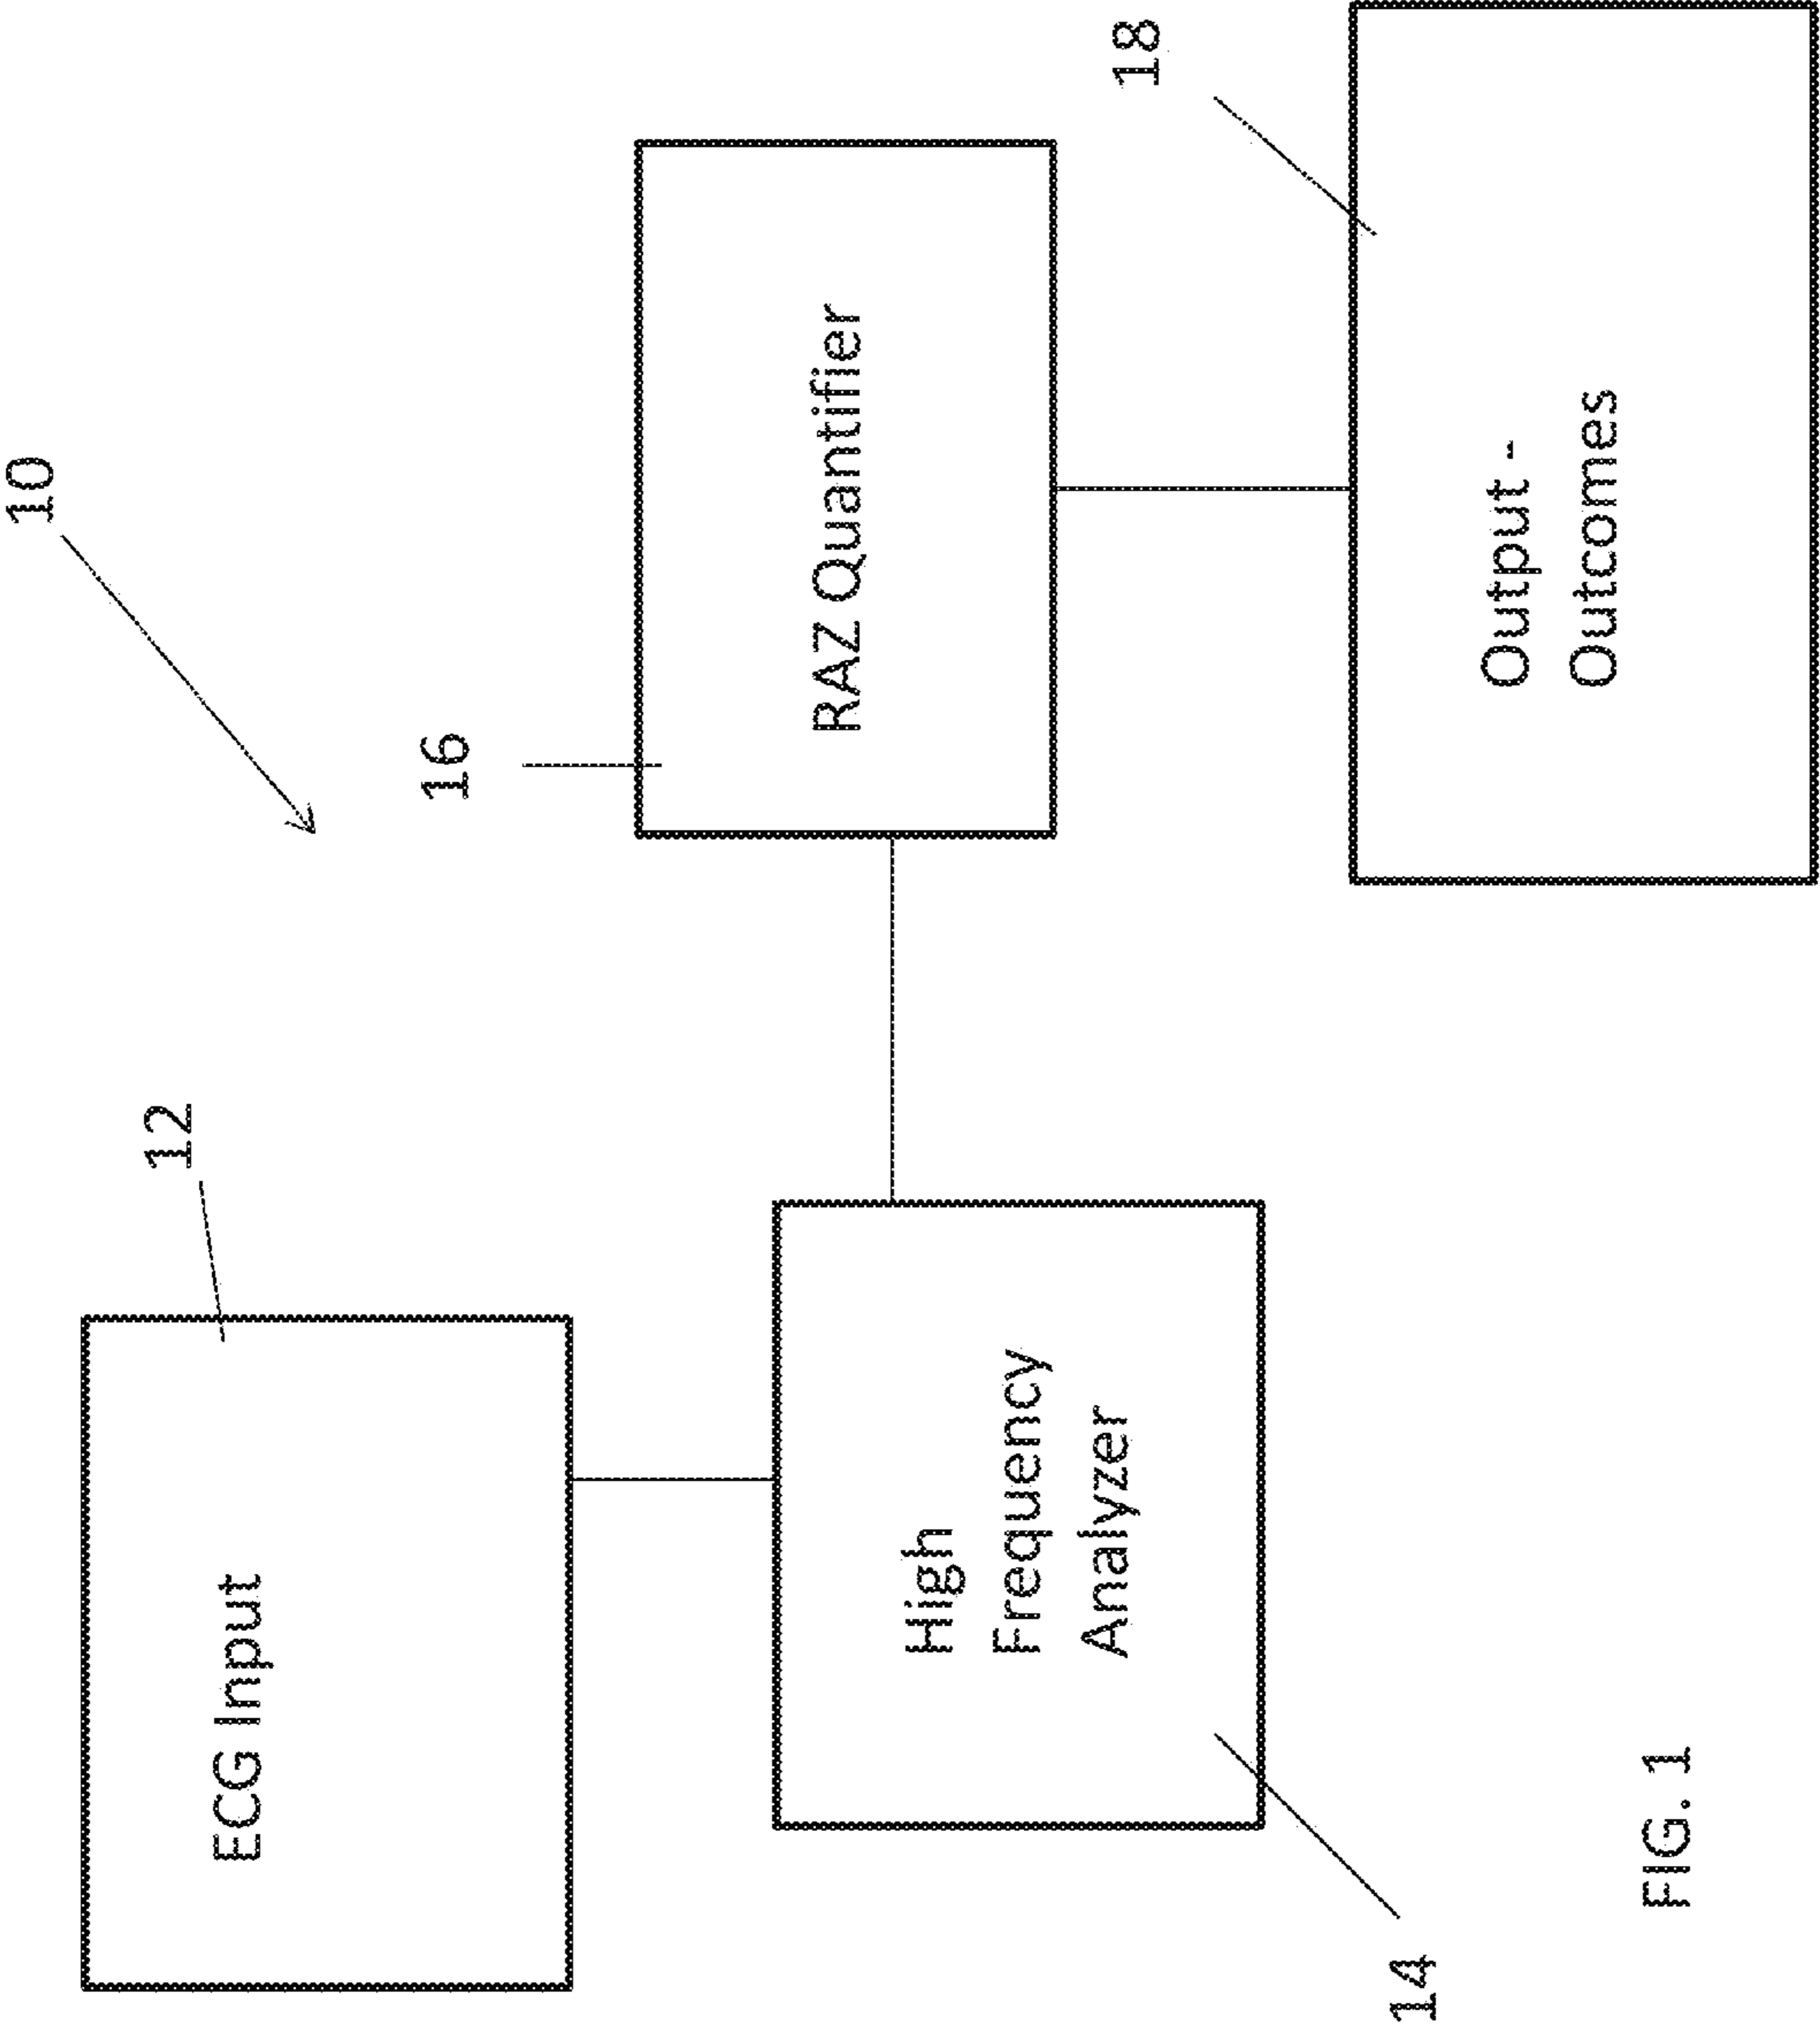 10
12
ECG Input
16
RAZ Quantifier
High
Frequency
Analyzer
14
18
Output -
Outcomes
FIG. 1